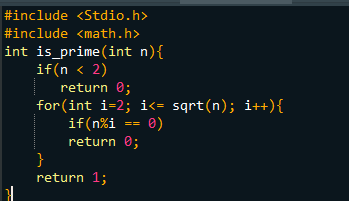 #include <Stdio.h>
#include <math.h>
int is_prime(int n){
    if(n < 2)
       return 0;
    for(int i=2; i<= sqrt(n); i++){
        if(n%i == 0)
        return 0;
    }
    return 1;
}